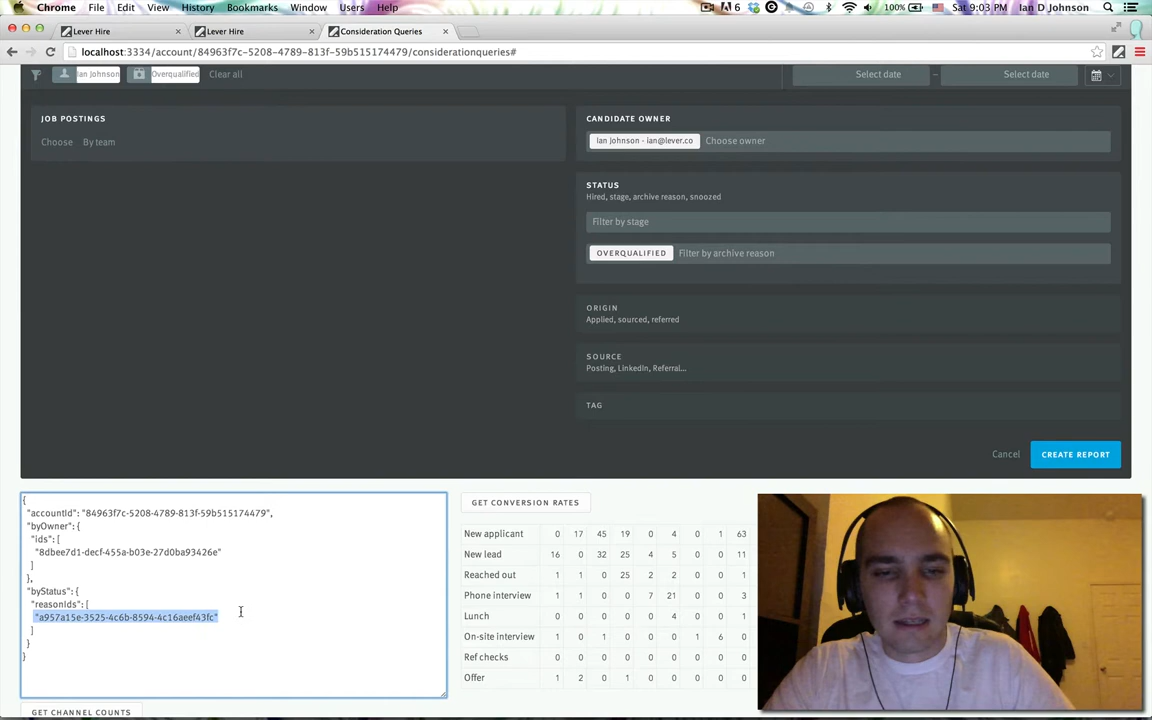 Chrome File Edit View History Bookmarks Window Users Help 6 100% Sat 9:03 PM Ian D Johnson
Lever Hire × Lever Hire × Consideration Queries ×
localhost:3334/account/84963f7c-5208-4789-813f-59b515174479/considerationqueries#
Ian Johnson Overqualified Clear all Select date – Select date
JOB POSTINGS
Choose By team
CANDIDATE OWNER
Ian Johnson - ian@lever.co Choose owner
STATUS
Hired, stage, archive reason, snoozed
Filter by stage
OVERQUALIFIED Filter by archive reason
ORIGIN
Applied, sourced, referred
SOURCE
Posting, LinkedIn, Referral...
TAG
Cancel CREATE REPORT
{
"accountId": "84963f7c-5208-4789-813f-59b515174479",
"byOwner": {
"ids": [
"8dbee7d1-decf-455a-b03e-27d0ba93426e"
]
},
"byStatus": {
"reasonIds": [
"a957a15e-3525-4c6b-8594-4c16aeef43fc"
]
}
}
GET CONVERSION RATES
New applicant 0 17 45 19 0 4 0 1 63
New lead 16 0 32 25 4 5 0 0 11
Reached out 1 1 0 25 2 2 0 0 1
Phone interview 1 1 0 0 7 21 0 0 3
Lunch 0 0 0 0 0 4 0 0 1
On-site interview 1 0 1 0 0 1 6 0
Ref checks 0 0 0 0 0 0 0 0 0
Offer 1 2 0 1 0 0 0 0 0
GET CHANNEL COUNTS